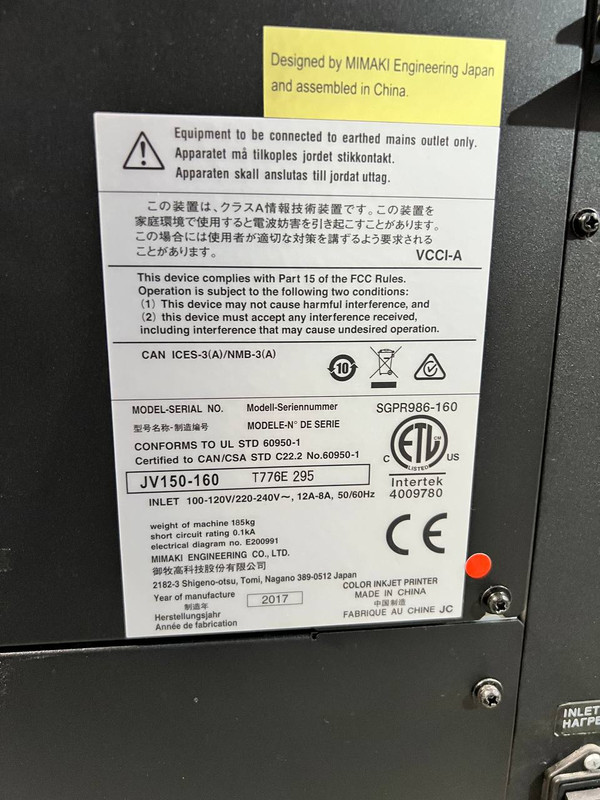 Designed by MIMAKI Engineering Japan
and assembled in China.
Equipment to be connected to earthed mains outlet only.
Apparatet må tilkoples jordet stikkontakt.
Apparaten skall anslutas till jordat uttag.
この装置は、クラスA情報技術装置です。この装置を
家庭環境で使用すると電波妨害を引き起こすことがあります。
この場合には使用者が適切な対策を講ずるよう要求される
ことがあります。
VCCI-A
This device complies with Part 15 of the FCC Rules.
Operation is subject to the following two conditions:
(1) This device may not cause harmful interference, and
(2) this device must accept any interference received,
including interference that may cause undesired operation.
CAN ICES-3(A)/NMB-3(A)
10
MODEL-SERIAL NO. Modell-Seriennummer
型号名称·制造編号 MODELE-N° DE SERIE
SGPR986-160
CONFORMS TO UL STD 60950-1
Certified to CAN/CSA STD C22.2 No.60950-1
ETL CM
C US
LISTED
Intertek
4009780
JV150-160 T776E 295
INLET 100-120V/220-240V～, 12A-8A, 50/60Hz
weight of machine 185kg
short circuit rating 0.1kA
electrical diagram no. E200991
CE
MIMAKI ENGINEERING CO., LTD.
御牧高科技股份有限公司
2182-3 Shigeno-otsu, Tomi, Nagano 389-0512 Japan
Year of manufacture
制造年
Herstellungsjahr
Année de fabrication
2017
COLOR INKJET PRINTER
MADE IN CHINA
中国制造
FABRIQUE AU CHINE JC
INLET